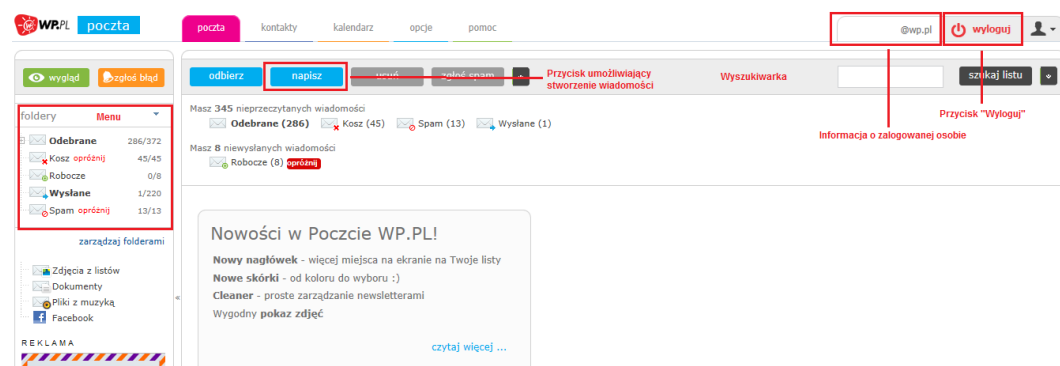 WP.PL poczta
poczta kontakty kalendarz opcje pomoc
@wp.pl wyloguj
wygląd zgłoś błąd
odbierz napisz usuń zgłoś spam
Przycisk umożliwiający
stworzenie wiadomości
Wyszukiwarka
szukaj listu
Przycisk "Wyloguj"
Informacja o zalogowanej osobie
foldery Menu
Odebrane 286/372
Kosz opróżnij 45/45
Robocze 0/8
Wysłane 1/220
Spam opróżnij 13/13
zarządzaj folderami
Zdjęcia z listów
Dokumenty
Pliki z muzyką
Facebook
REKLAMA
Masz 345 nieprzeczytanych wiadomości
Odebrane (286) Kosz (45) Spam (13) Wysłane (1)
Masz 8 niewysłanych wiadomości
Robocze (8) opróżnij
Nowości w Poczcie WP.PL!
Nowy nagłówek - więcej miejsca na ekranie na Twoje listy
Nowe skórki - od koloru do wyboru :)
Cleaner - proste zarządzanie newsletterami
Wygodny pokaz zdjęć
czytaj więcej ...